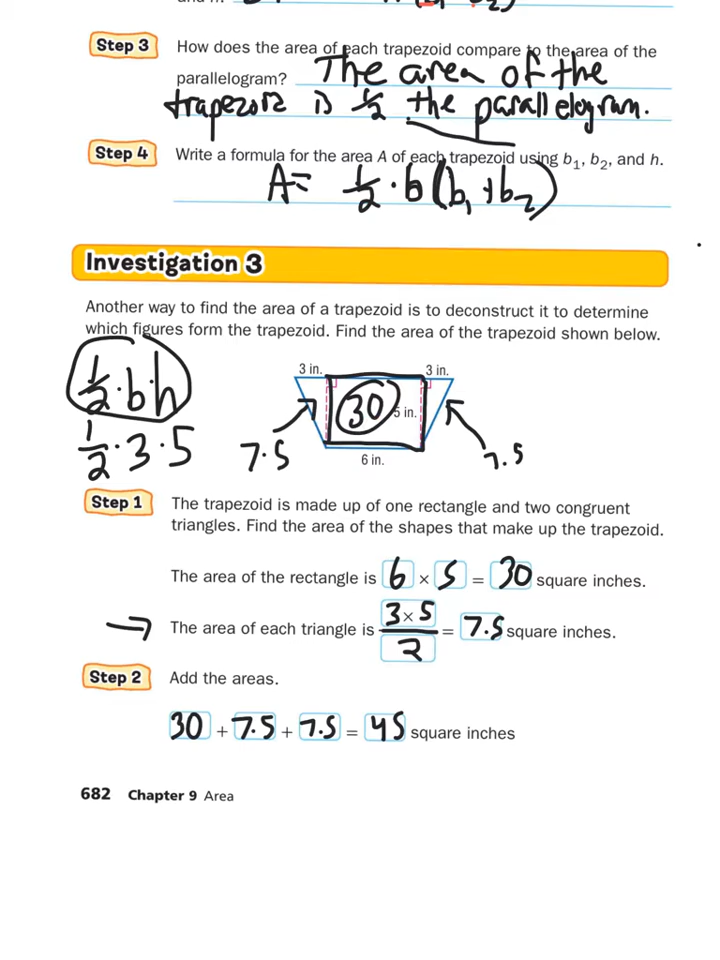 Step 3 How does the area of each trapezoid compare to the area of the
parallelogram? The area of the
trapezoiz is 1/2 the parallelogram.
Step 4 Write a formula for the area A of each trapezoid using b₁, b₂, and h.
A= 1/2 · b(b₁ + b₂)
Investigation 3
Another way to find the area of a trapezoid is to deconstruct it to determine
which figures form the trapezoid. Find the area of the trapezoid shown below.
1/2 · b · h
1/2 · 3 · 5
3 in. 3 in.
30 5 in.
7.5 7.5
6 in.
Step 1 The trapezoid is made up of one rectangle and two congruent
triangles. Find the area of the shapes that make up the trapezoid.
The area of the rectangle is 6 × 5 = 30 square inches.
The area of each triangle is 3 × 5 / 2 = 7.5 square inches.
Step 2 Add the areas.
30 + 7.5 + 7.5 = 45 square inches
682 Chapter 9 Area